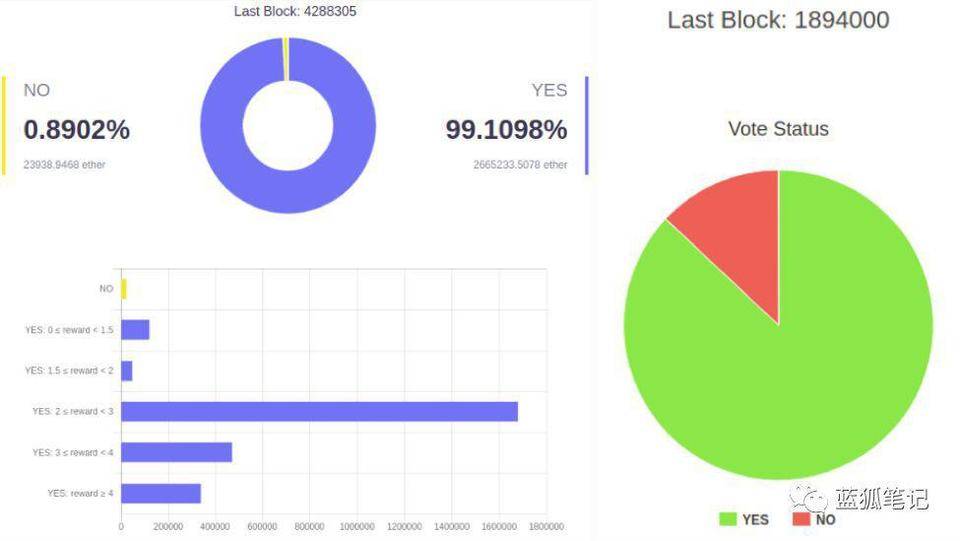 Last Block: 4288305
NO
0.8902%
23938.9468 ether
YES
99.1098%
2665233.5078 ether
NO
YES: 0 ≤ reward < 1.5
YES: 1.5 ≤ reward < 2
YES: 2 ≤ reward < 3
YES: 3 ≤ reward < 4
YES: reward ≥ 4
0 200000 400000 600000 800000 1000000 1200000 1400000 1600000 1800000
Last Block: 1894000
Vote Status
YES NO
蓝狐笔记